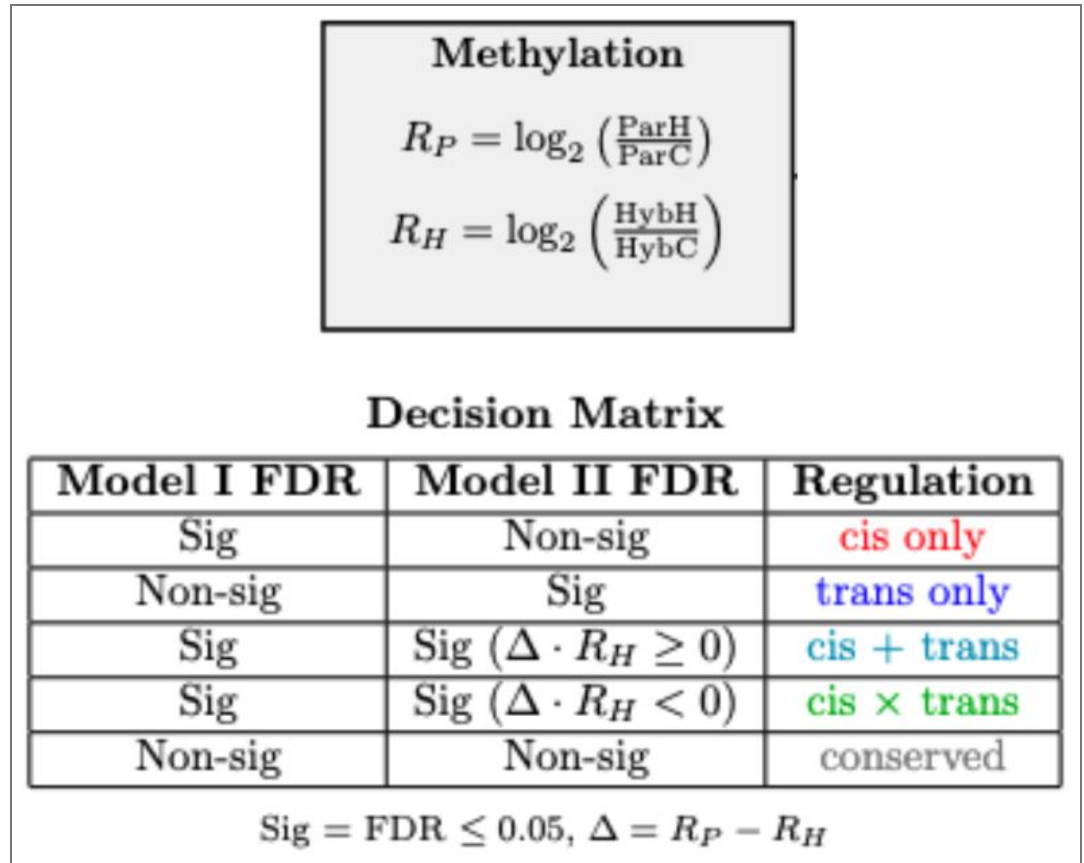 Methylation
R_P = log₂ (ParH/ParC)
R_H = log₂ (HybH/HybC)
Decision Matrix
Model I FDR Model II FDR Regulation
Sig Non-sig cis only
Non-sig Sig trans only
Sig Sig (Δ · R_H ≥ 0) cis + trans
Sig Sig (Δ · R_H < 0) cis × trans
Non-sig Non-sig conserved
Sig = FDR ≤ 0.05, Δ = R_P − R_H